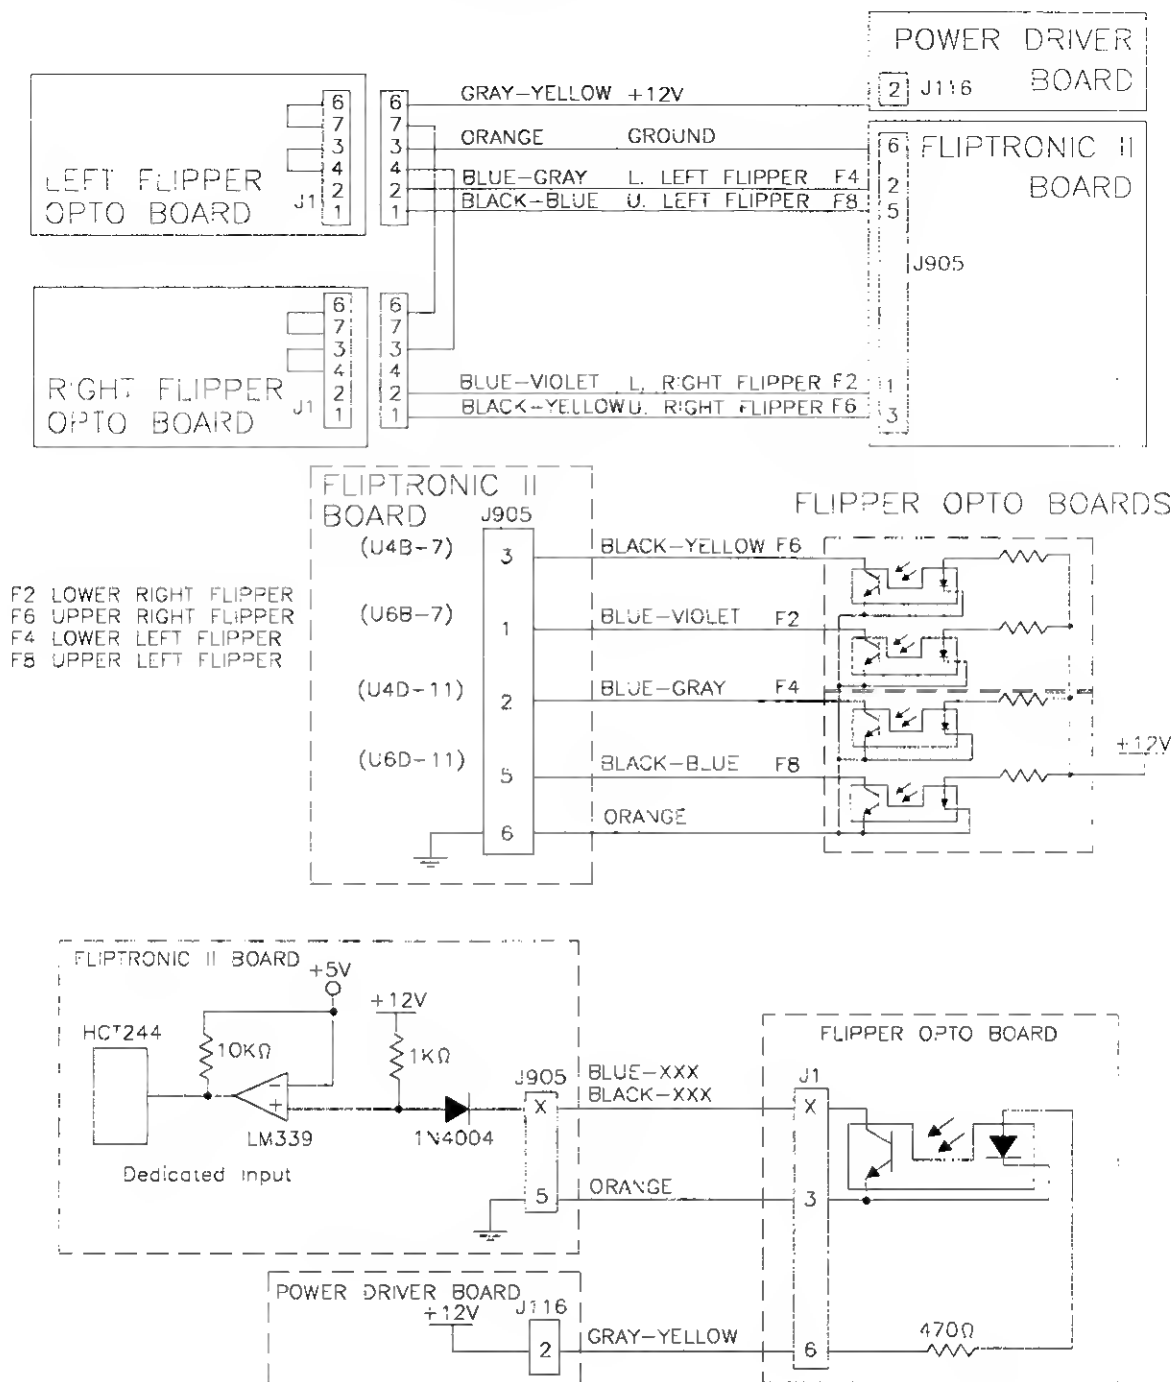 POWER DRIVER
BOARD
2 J116
GRAY-YELLOW +12V
ORANGE GROUND
BLUE-GRAY L. LEFT FLIPPER F4
BLACK-BLUE U. LEFT FLIPPER F8
LEFT FLIPPER
OPTO BOARD
J1
6
7
3
4
2
1
6
7
3
4
2
1
FLIPTRONIC II
BOARD
6
2
5
J905
1
3
RIGHT FLIPPER
OPTO BOARD
J1
6
7
3
4
2
1
6
7
3
4
2
1
BLUE-VIOLET L. RIGHT FLIPPER F2
BLACK-YELLOW U. RIGHT FLIPPER F6
FLIPTRONIC II
BOARD
J905
FLIPPER OPTO BOARDS
(U4B-7) 3 BLACK-YELLOW F6
F2 LOWER RIGHT FLIPPER
F6 UPPER RIGHT FLIPPER
F4 LOWER LEFT FLIPPER
F8 UPPER LEFT FLIPPER
(U6B-7) 1 BLUE-VIOLET F2
(U4D-11) 2 BLUE-GRAY F4
+12V
(U6D-11) 5 BLACK-BLUE F8
6 ORANGE
FLIPTRONIC II BOARD
+5V
+12V
HCT244
10KΩ
1KΩ
LM339
1N4004
Dedicated Input
J905
X
5
BLUE-XXX
BLACK-XXX
ORANGE
FLIPPER OPTO BOARD
J1
X
3
6
470Ω
POWER DRIVER BOARD
+12V
J116
2
GRAY-YELLOW